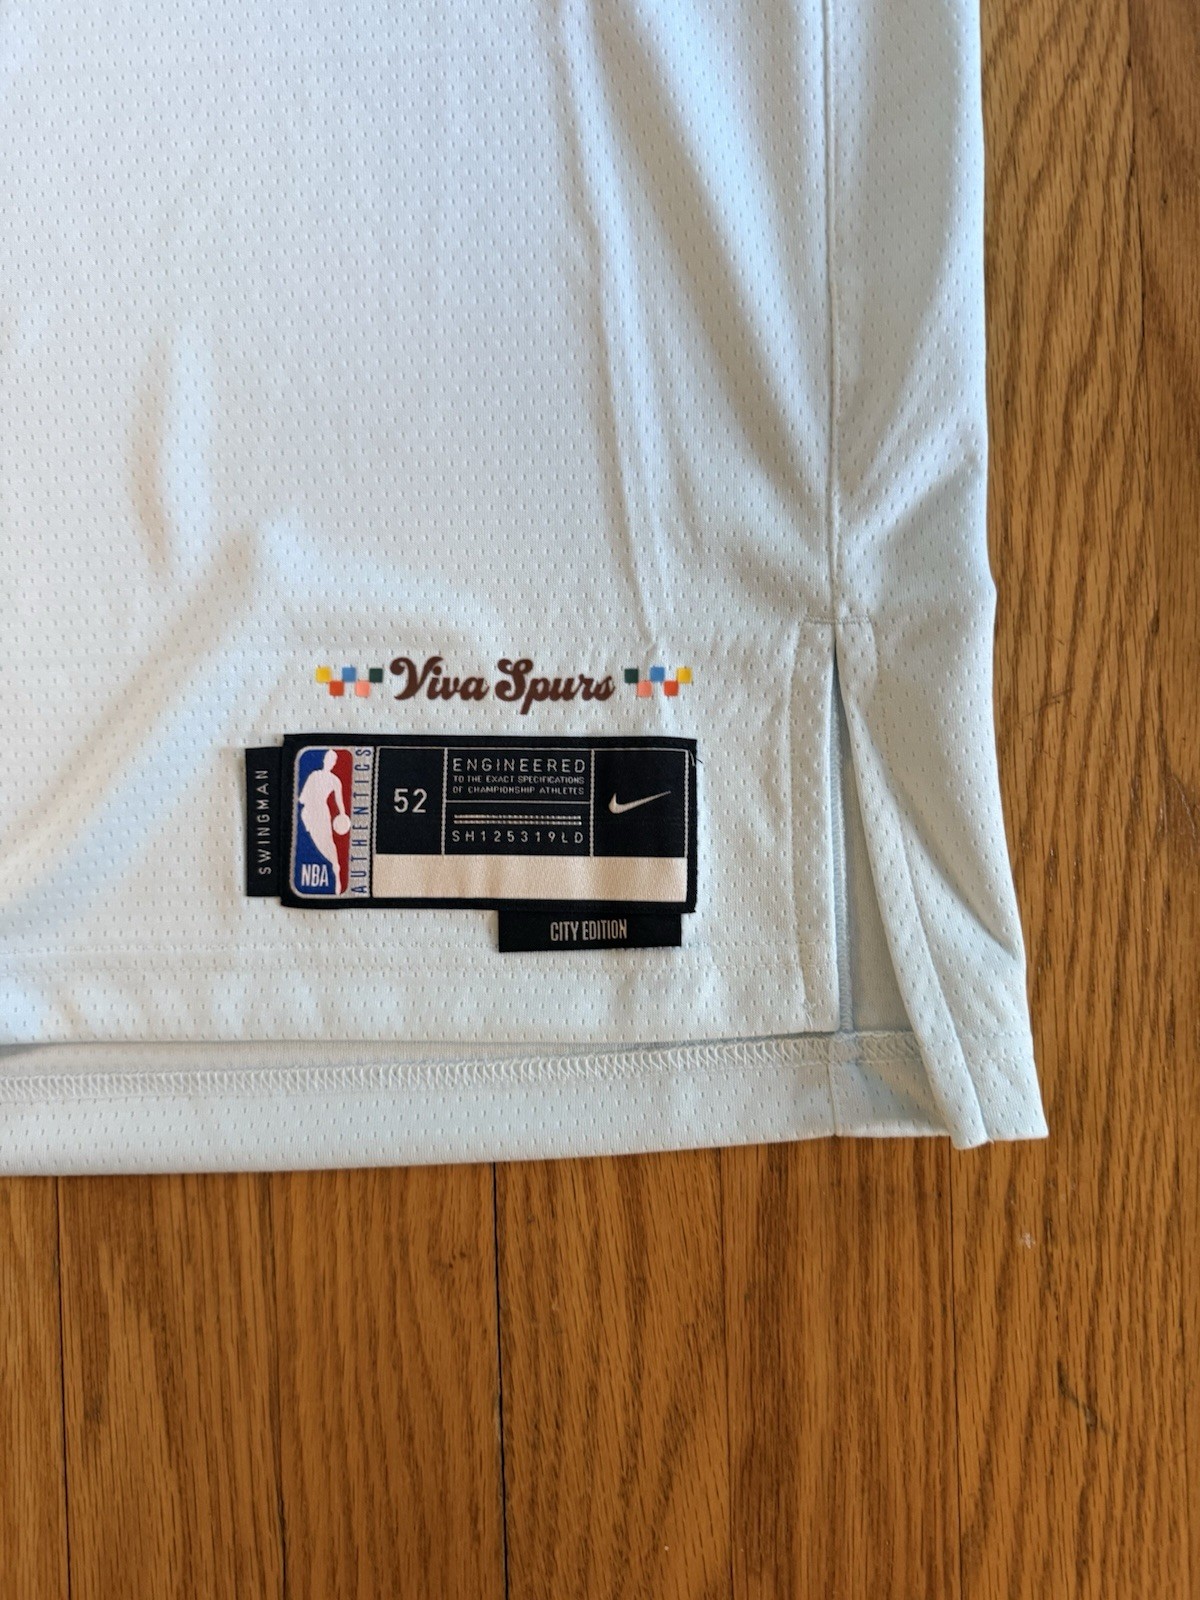 Viva Spurs
SWINGMAN
NBA
AUTHENTICS
52
ENGINEERED
TO THE EXACT SPECIFICATIONS
OF CHAMPIONSHIP ATHLETES
SH125319LD
CITY EDITION